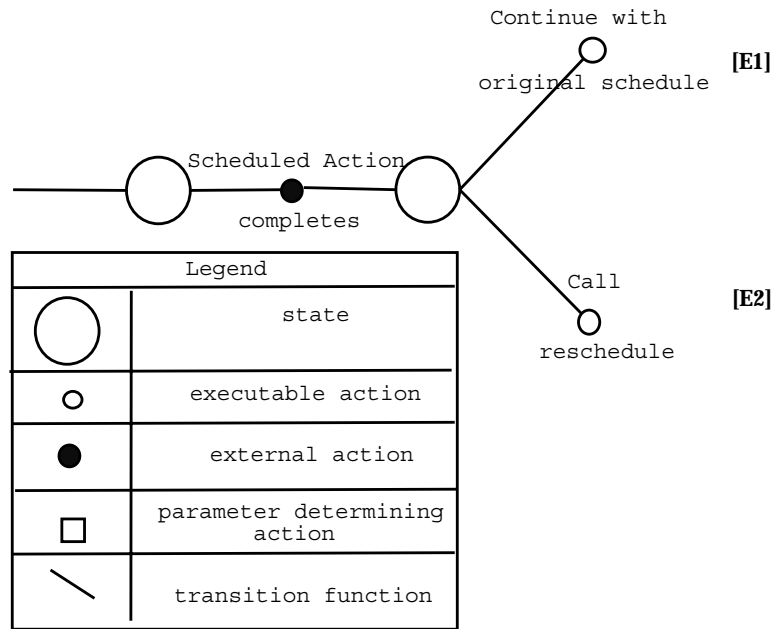 Continue with
[E1]
original schedule
Scheduled Action
completes
Legend
state
executable action
external action
parameter determining
action
transition function
Call
[E2]
reschedule